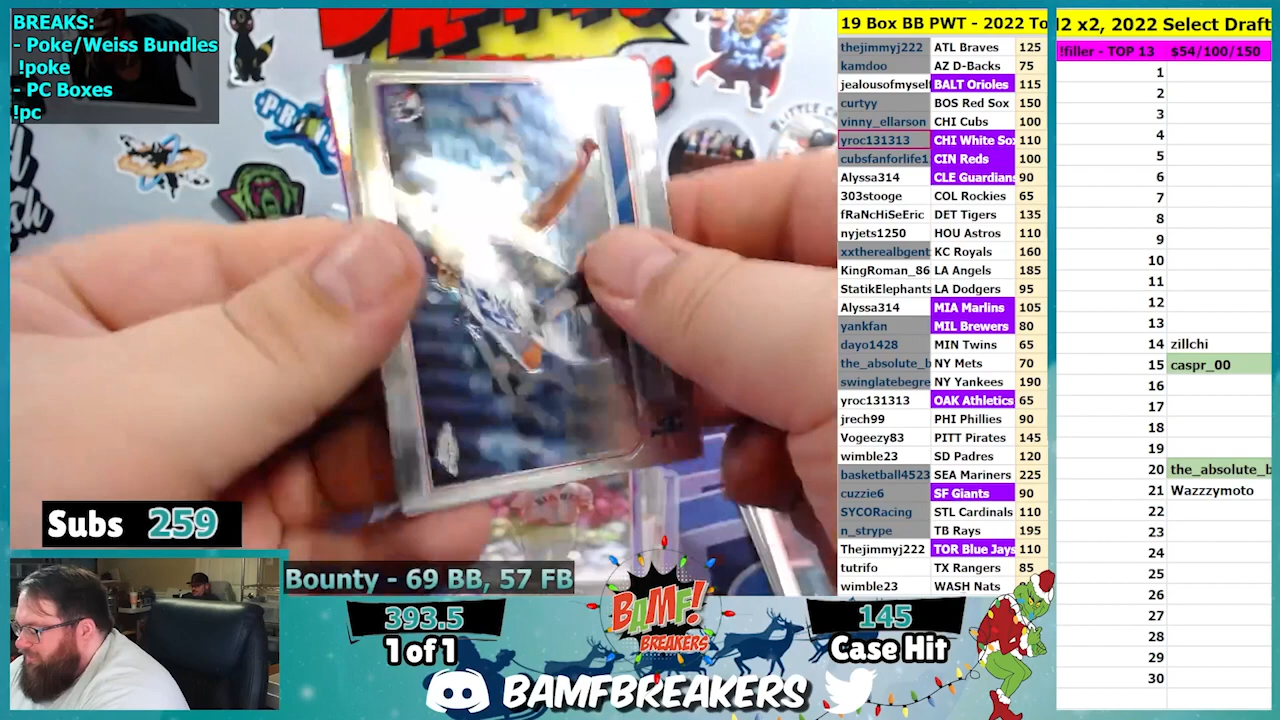 BREAKS:
- Poke/Weiss Bundles
!poke
- PC Boxes
!pc
19 Box BB PWT - 2022 To
thejimmyj222 ATL Braves 125
kamdoo AZ D-Backs 75
jealousofmysel BALT Orioles 115
curtyy BOS Red Sox 150
vinny_ellarson CHI Cubs 100
yroc131313 CHI White So 110
cubsfanforlife1 CIN Reds 100
Alyssa314 CLE Guardians 90
303stooge COL Rockies 65
fRaNcHiSeEric DET Tigers 135
nyjets1250 HOU Astros 110
xxtherealbgent KC Royals 160
KingRoman_86 LA Angels 185
StatikElephants LA Dodgers 95
Alyssa314 MIA Marlins 105
yankfan MIL Brewers 80
dayo1428 MIN Twins 65
the_absolute_b NY Mets 70
swinglatebegre NY Yankees 190
yroc131313 OAK Athletics 65
jrech99 PHI Phillies 90
Vogeezy83 PITT Pirates 145
wimble23 SD Padres 120
basketball4523 SEA Mariners 225
cuzzie6 SF Giants 90
SYCORacing STL Cardinals 110
n_strype TB Rays 195
Thejimmyj222 TOR Blue Jays 110
tutrifo TX Rangers 85
wimble23 WASH Nats
l2 x2, 2022 Select Draft
!filler - TOP 13 $54/100/150
1
2
3
4
5
6
7
8
9
10
11
12
13
14 zillchi
15 caspr_00
16
17
18
19
20 the_absolute_b
21 Wazzzymoto
22
23
24
25
26
27
28
29
30
Subs 259
Bounty - 69 BB, 57 FB
393.5
1 of 1
BAMF!
BREAKERS
145
Case Hit
BAMFBREAKERS